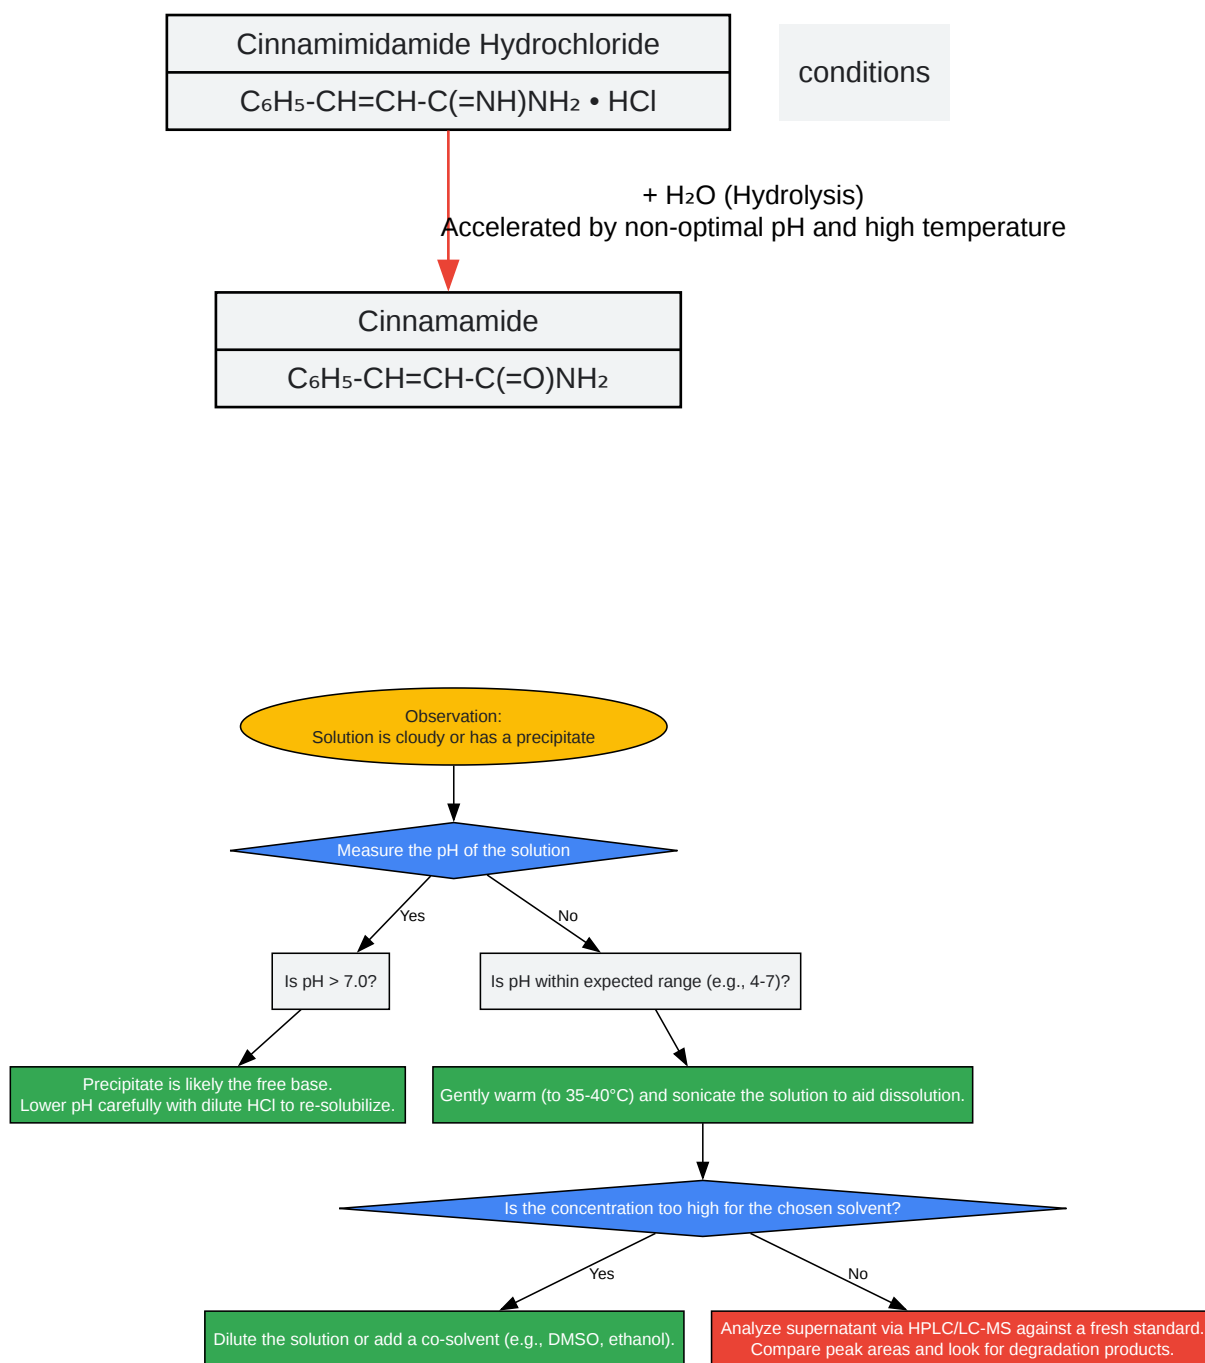 Cinnamimidamide Hydrochloride
conditions
C₆H₅-CH=CH-C(=NH)NH₂ • HCl
+ H₂O (Hydrolysis)
Accelerated by non-optimal pH and high temperature
Cinnamamide
C₆H₅-CH=CH-C(=O)NH₂
Observation:
Solution is cloudy or has a precipitate
Measure the pH of the solution
Yes
No
Is pH > 7.0?
Is pH within expected range (e.g., 4-7)?
Precipitate is likely the free base.
Lower pH carefully with dilute HCl to re-solubilize.
Gently warm (to 35-40°C) and sonicate the solution to aid dissolution.
Is the concentration too high for the chosen solvent?
Yes
No
Dilute the solution or add a co-solvent (e.g., DMSO, ethanol).
Analyze supernatant via HPLC/LC-MS against a fresh standard.
Compare peak areas and look for degradation products.